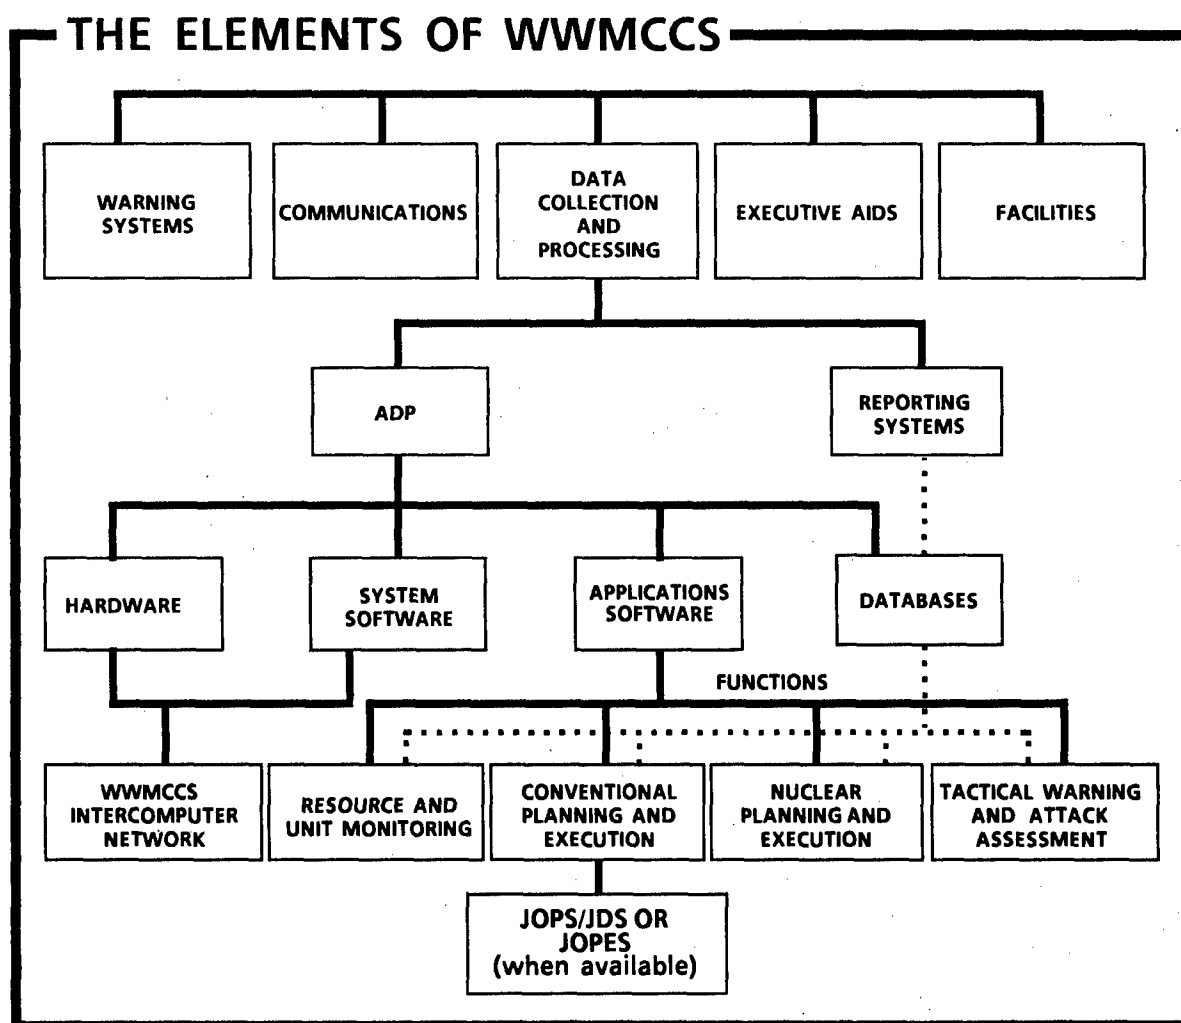 THE ELEMENTS OF WWMCCS
WARNING
SYSTEMS
COMMUNICATIONS
DATA
COLLECTION
AND
PROCESSING
EXECUTIVE AIDS
FACILITIES
ADP
REPORTING
SYSTEMS
HARDWARE
SYSTEM
SOFTWARE
APPLICATIONS
SOFTWARE
DATABASES
FUNCTIONS
WWMCCS
INTERCOMPUTER
NETWORK
RESOURCE AND
UNIT MONITORING
CONVENTIONAL
PLANNING AND
EXECUTION
NUCLEAR
PLANNING AND
EXECUTION
TACTICAL WARNING
AND ATTACK
ASSESSMENT
JOPS/JDS OR
JOPES
(when available)